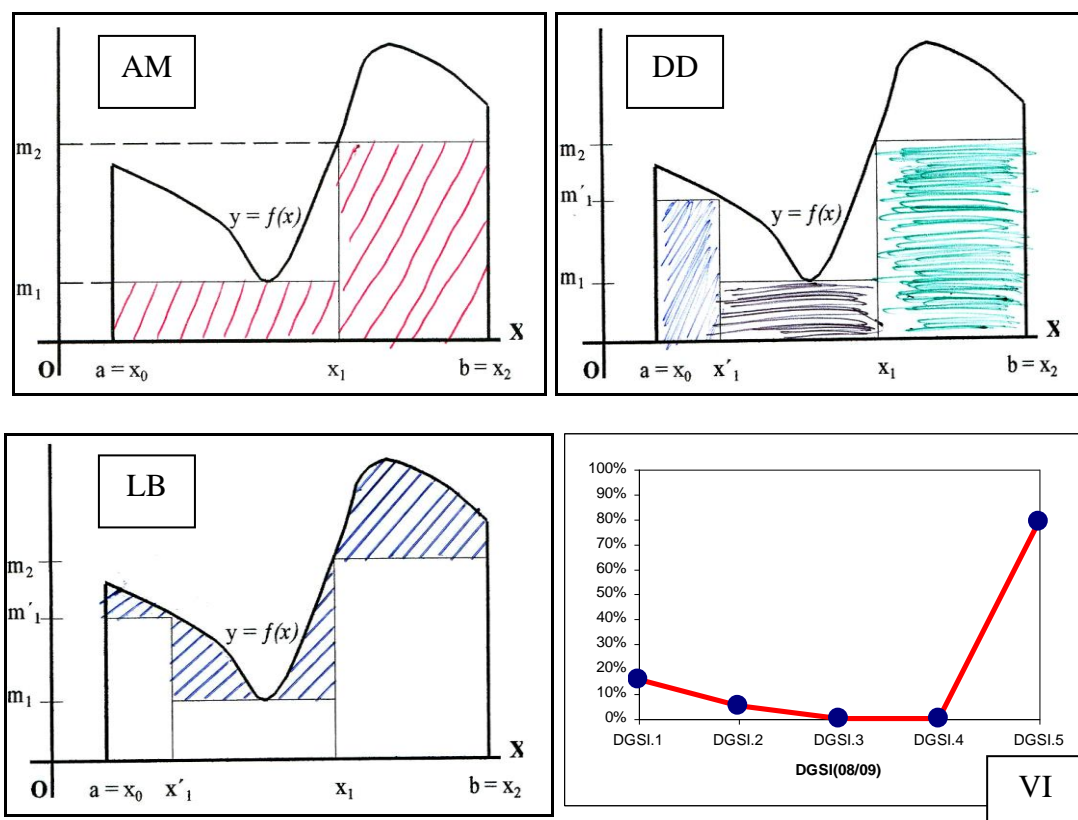 AM
m₂
y = f(x)
m₁
X
O a = x₀ x₁ b = x₂
DD
m₂
m´₁
y = f(x)
m₁
X
O a = x₀ x´₁ x₁ b = x₂
LB
m₂
m´₁
y = f(x)
m₁
X
O a = x₀ x´₁ x₁ b = x₂
100%
90%
80%
70%
60%
50%
40%
30%
20%
10%
0%
DGSI.1 DGSI.2 DGSI.3 DGSI.4 DGSI.5
DGSI(08/09)
VI